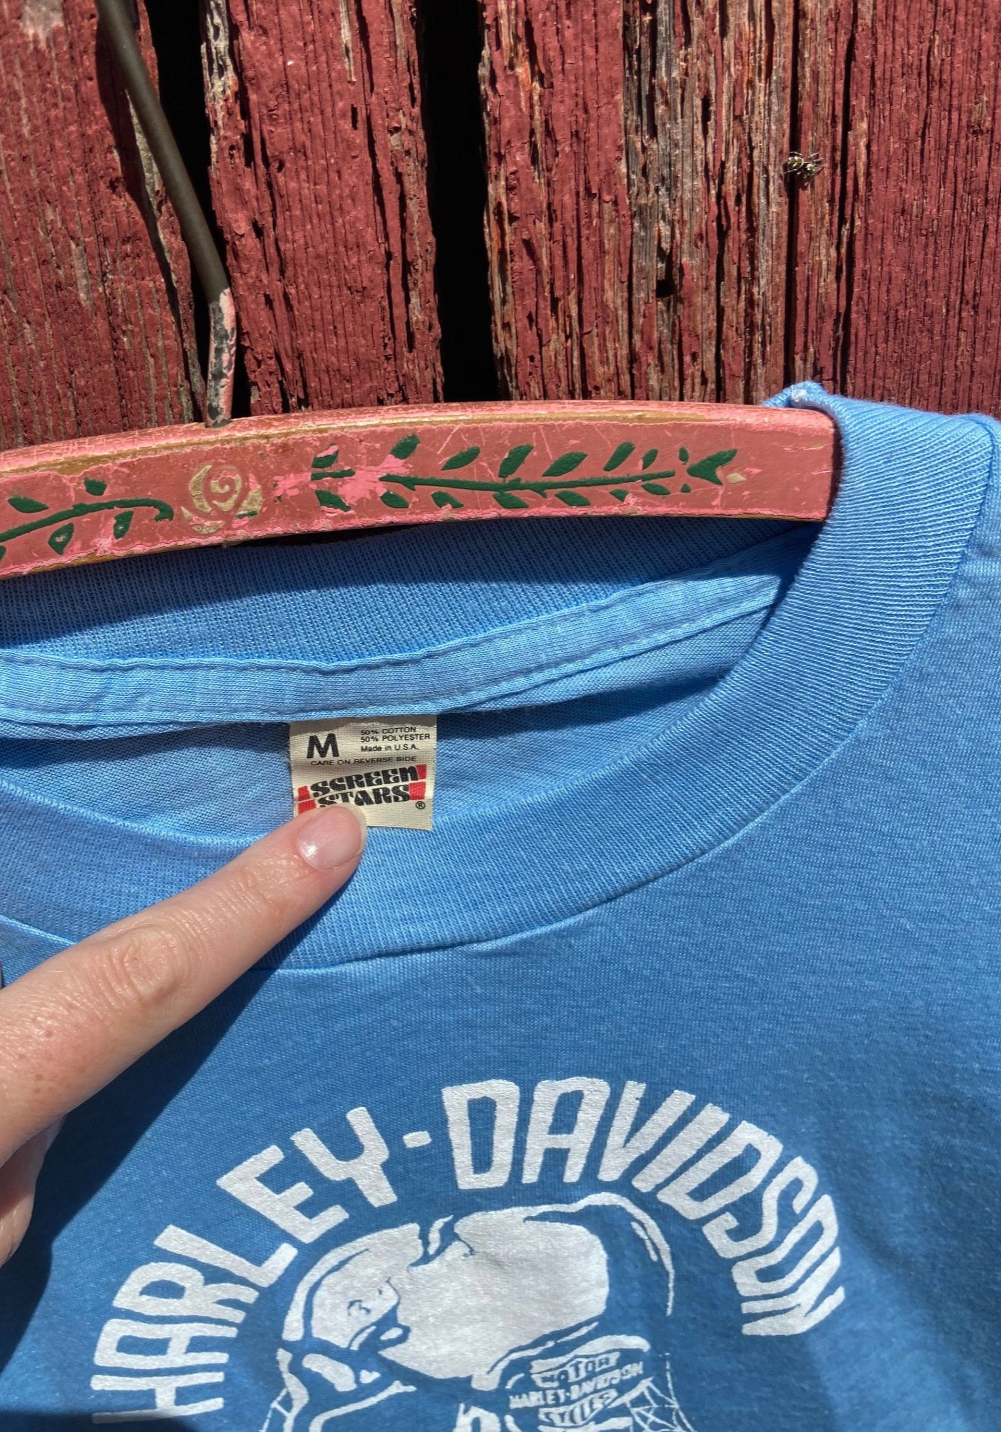 M
50% COTTON
50% POLYESTER
Made in U.S.A.
CARE ON REVERSE SIDE
SCREEN
STARS®
HARLEY-DAVIDSON
MOTOR
HARLEY-DAVIDSON
CYCLES